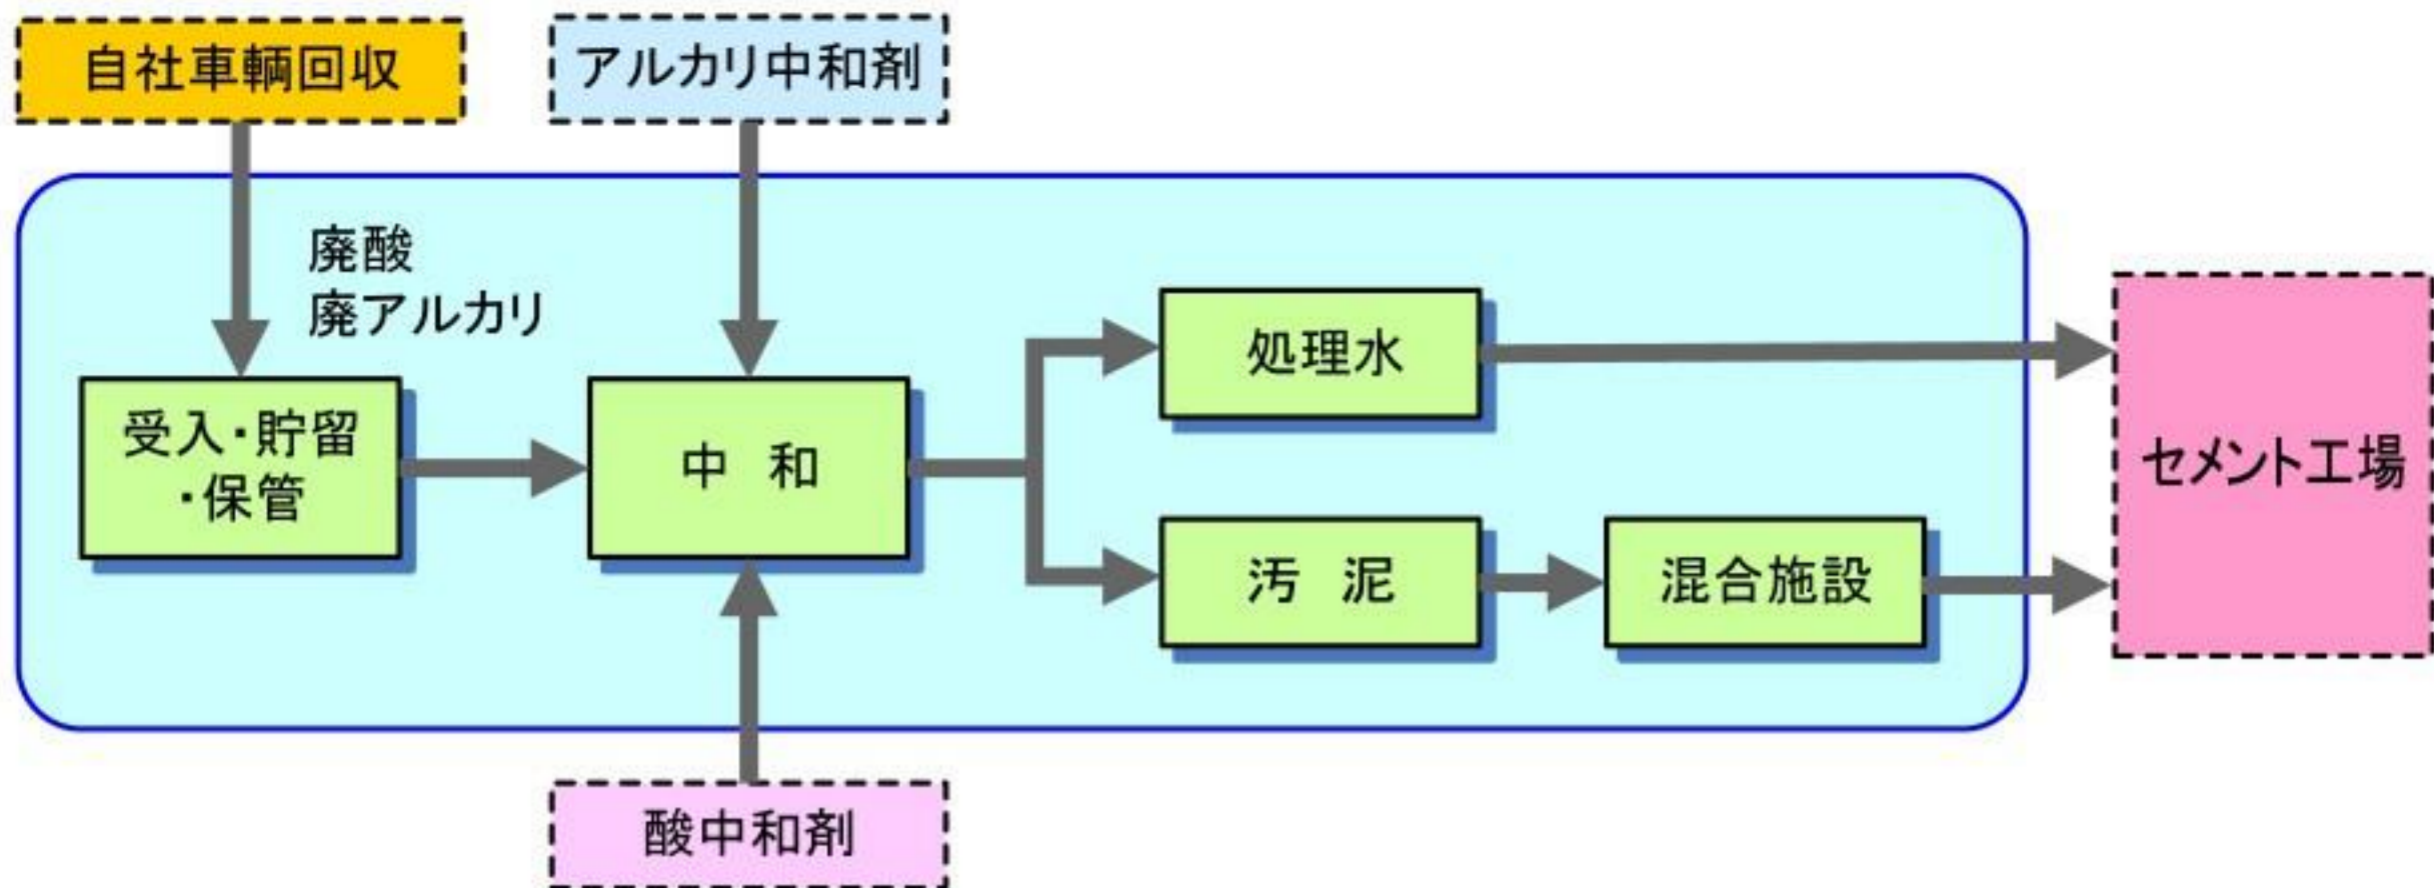 自社車輌回収
アルカリ中和剤
廃酸
廃アルカリ
受入・貯留
・保管
中　和
処理水
汚　泥
混合施設
セメント工場
酸中和剤